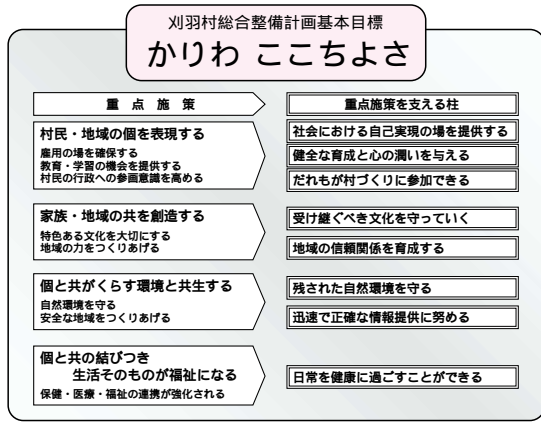 刈羽村総合整備計画基本目標
かりわ ここちよさ
重点施策
重点施策を支える柱
村民・地域の個を表現する
雇用の場を確保する
教育・学習の機会を提供する
村民の行政への参画意識を高める
社会における自己実現の場を提供する
健全な育成と心の潤いを与える
だれもが村づくりに参加できる
家族・地域の共を創造する
特色ある文化を大切にする
地域の力をつくりあげる
受け継ぐべき文化を守っていく
地域の信頼関係を育成する
個と共がくらす環境と共生する
自然環境を守る
安全な地域をつくりあげる
残された自然環境を守る
迅速で正確な情報提供に努める
個と共の結びつき
生活そのものが福祉になる
保健・医療・福祉の連携が強化される
日常を健康に過ごすことができる